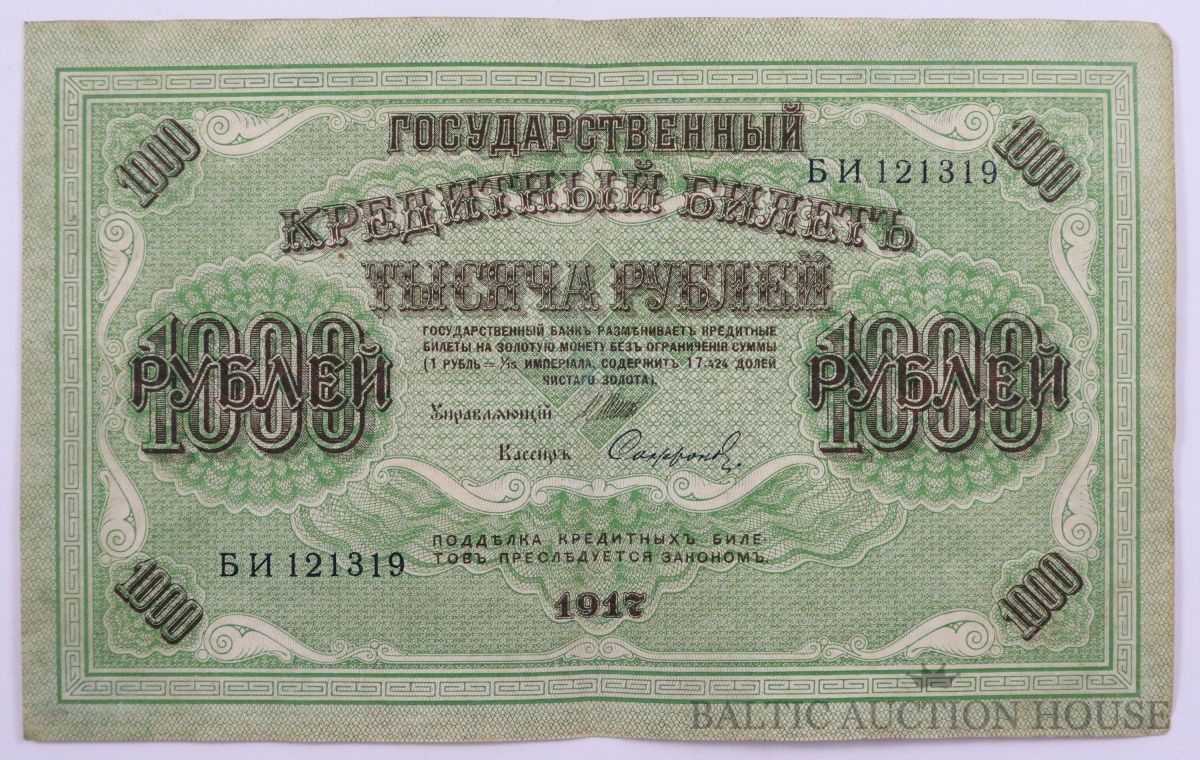 1000
ГОСУДАРСТВЕННЫЙ
1000
БИ 121319
КРЕДИТНЫЙ БИЛЕТЪ
ТЫСЯЧА РУБЛЕЙ
ГОСУДАРСТВЕННЫЙ БАНКЪ РАЗМѢНИВАЕТЪ КРЕДИТНЫЕ
БИЛЕТЫ НА ЗОЛОТУЮ МОНЕТУ БЕЗЪ ОГРАНИЧЕНІЯ СУММЫ
(1 РУБЛЬ = 1/15 ИМПЕРІАЛА, СОДЕРЖИТЪ 17.424 ДОЛЕЙ
ЧИСТАГО ЗОЛОТА).
1000
РУБЛЕЙ
1000
РУБЛЕЙ
Управляющій
Кассиръ Сафронов
ПОДДѢЛКА КРЕДИТНЫХЪ БИЛЕ-
ТОВЪ ПРЕСЛѢДУЕТСЯ ЗАКОНОМЪ.
БИ 121319
1917
1000
1000
BALTIC AUCTION HOUSE